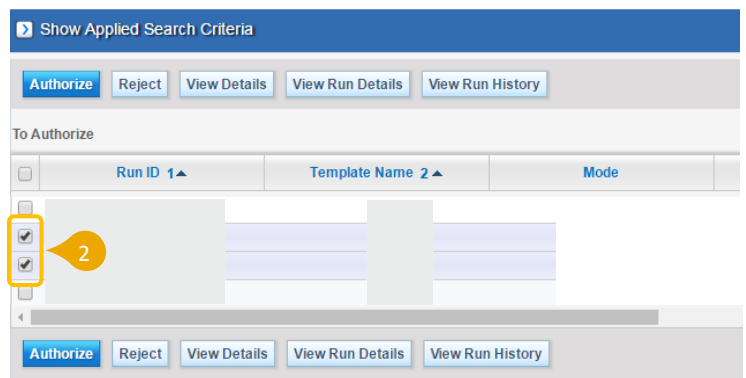 Show Applied Search Criteria
Authorize Reject View Details View Run Details View Run History
To Authorize
Run ID 1 Template Name 2 Mode
2
Authorize Reject View Details View Run Details View Run History